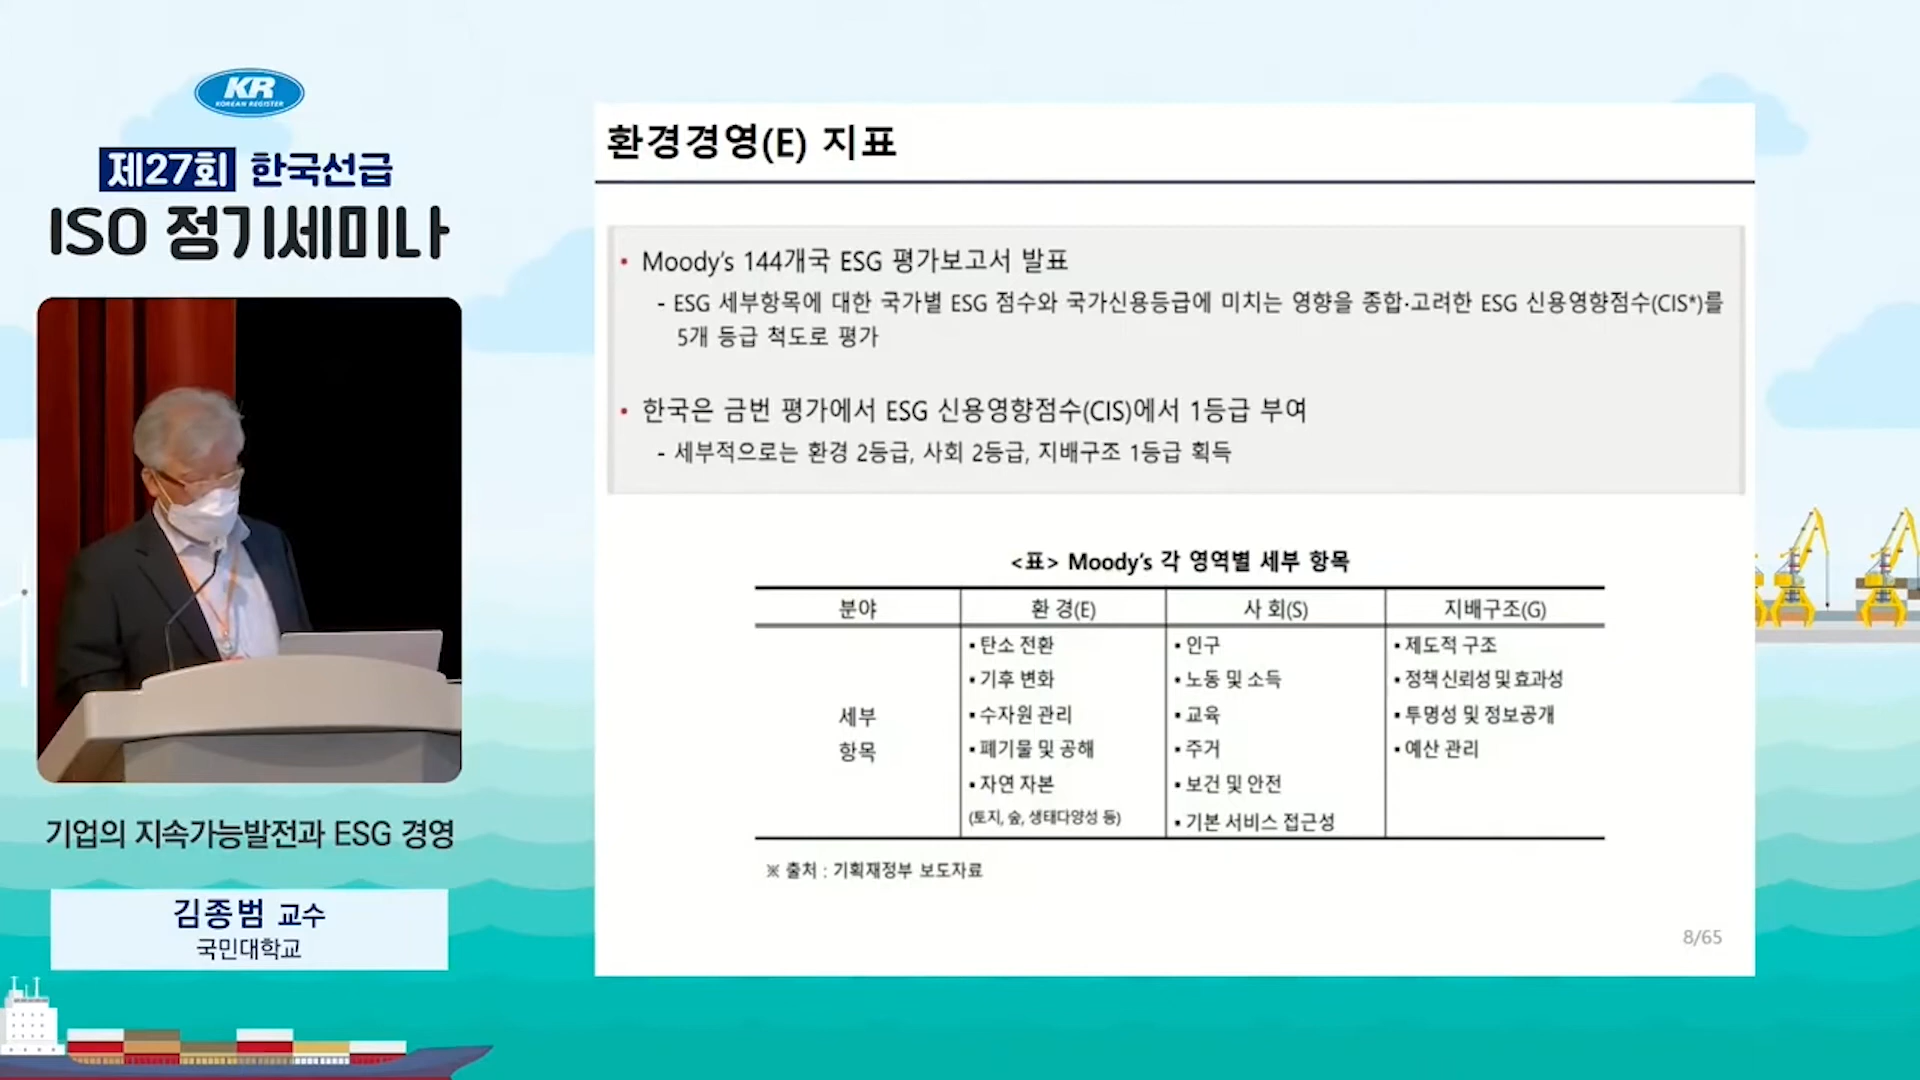 KR
KOREAN REGISTER
제27회 한국선급
ISO 정기세미나
기업의 지속가능발전과 ESG 경영
김종범 교수
국민대학교
환경경영(E) 지표
• Moody's 144개국 ESG 평가보고서 발표
- ESG 세부항목에 대한 국가별 ESG 점수와 국가신용등급에 미치는 영향을 종합·고려한 ESG 신용영향점수(CIS*)를
5개 등급 척도로 평가
• 한국은 금번 평가에서 ESG 신용영향점수(CIS)에서 1등급 부여
- 세부적으로는 환경 2등급, 사회 2등급, 지배구조 1등급 획득
<표> Moody's 각 영역별 세부 항목
분야 환 경(E) 사 회(S) 지배구조(G)
세부
항목
▪ 탄소 전환
▪ 기후 변화
▪ 수자원 관리
▪ 폐기물 및 공해
▪ 자연 자본
(토지, 숲, 생태다양성 등)
▪ 인구
▪ 노동 및 소득
▪ 교육
▪ 주거
▪ 보건 및 안전
▪ 기본 서비스 접근성
▪ 제도적 구조
▪ 정책 신뢰성 및 효과성
▪ 투명성 및 정보공개
▪ 예산 관리
※ 출처 : 기획재정부 보도자료
8/65